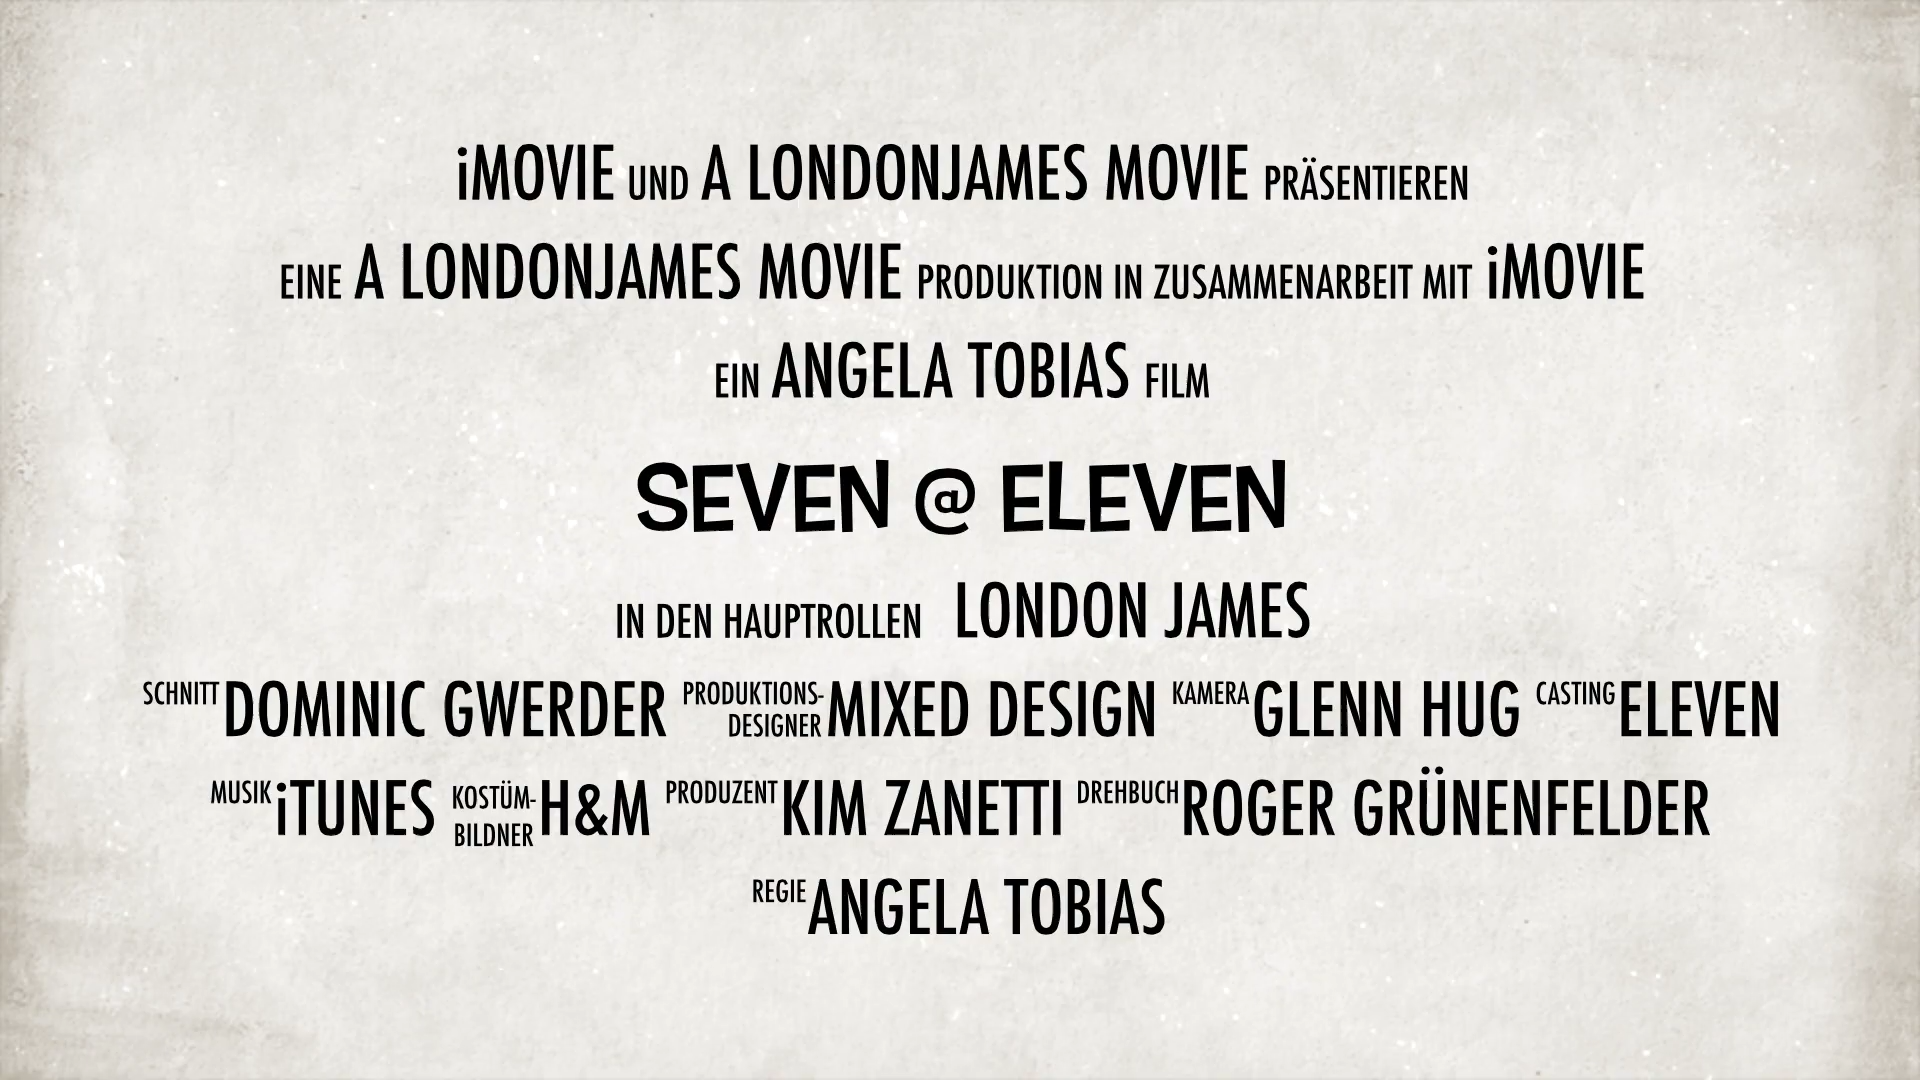 iMOVIE UND A LONDONJAMES MOVIE PRÄSENTIEREN
EINE A LONDONJAMES MOVIE PRODUKTION IN ZUSAMMENARBEIT MIT iMOVIE
EIN ANGELA TOBIAS FILM
SEVEN @ ELEVEN
IN DEN HAUPTROLLEN LONDON JAMES
SCHNITT DOMINIC GWERDER PRODUKTIONS-DESIGNER MIXED DESIGN KAMERA GLENN HUG CASTING ELEVEN
MUSIK iTUNES KOSTÜM-BILDNER H&M PRODUZENT KIM ZANETTI DREHBUCH ROGER GRÜNENFELDER
REGIE ANGELA TOBIAS